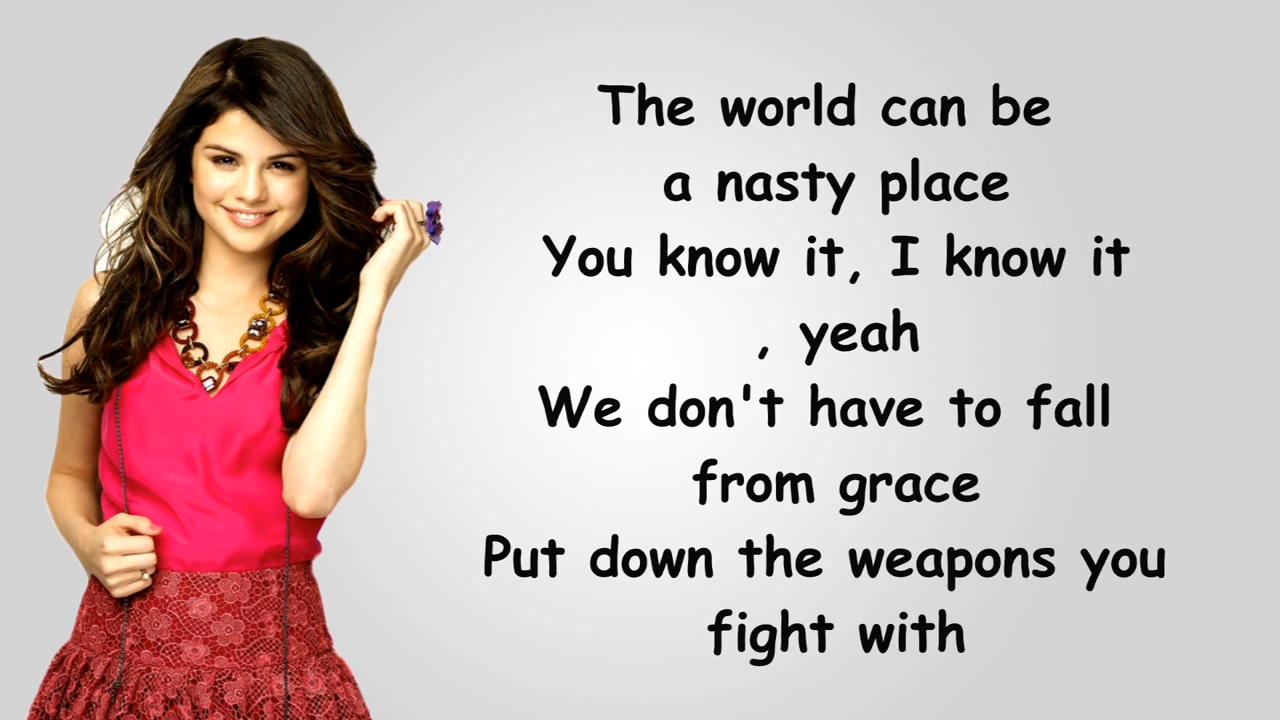 The world can be
a nasty place
You know it, I know it
, yeah
We don't have to fall
from grace
Put down the weapons you
fight with